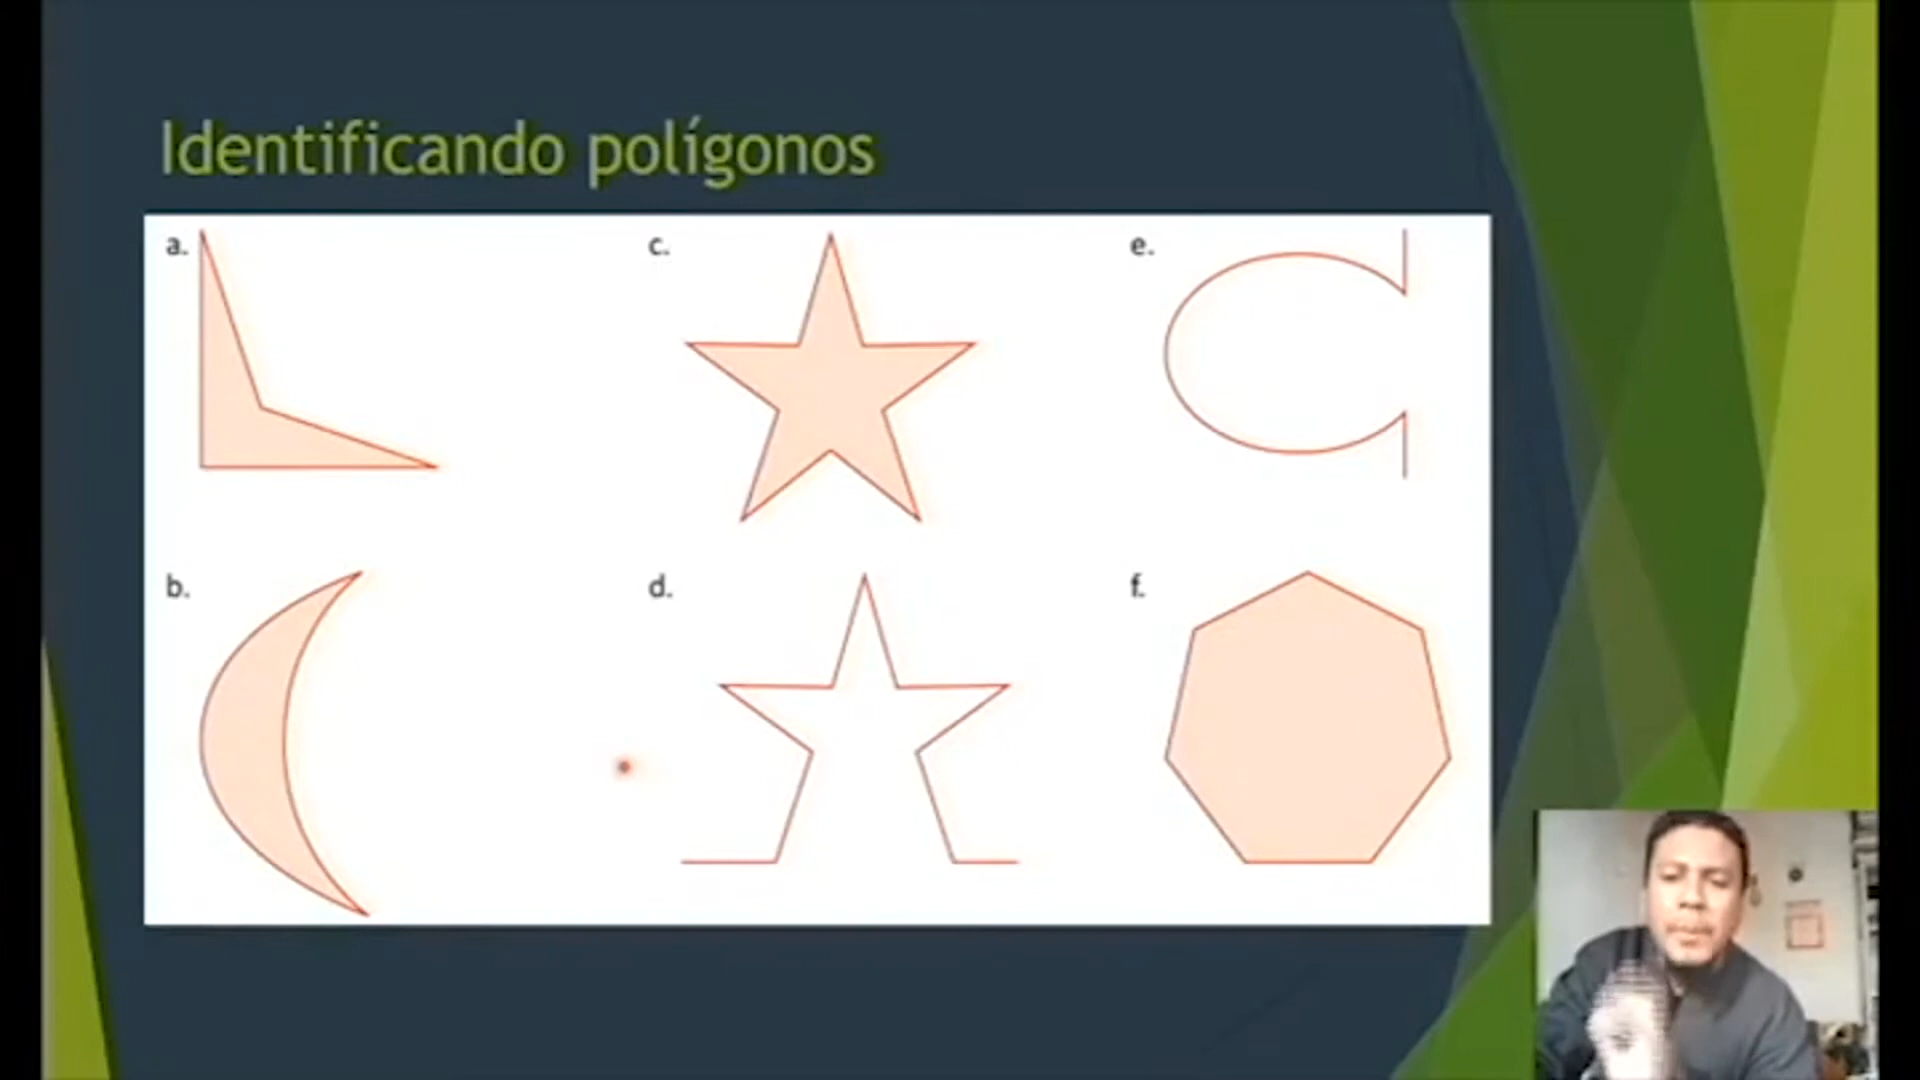 Identificando polígonos
a.
c.
e.
b.
d.
f.